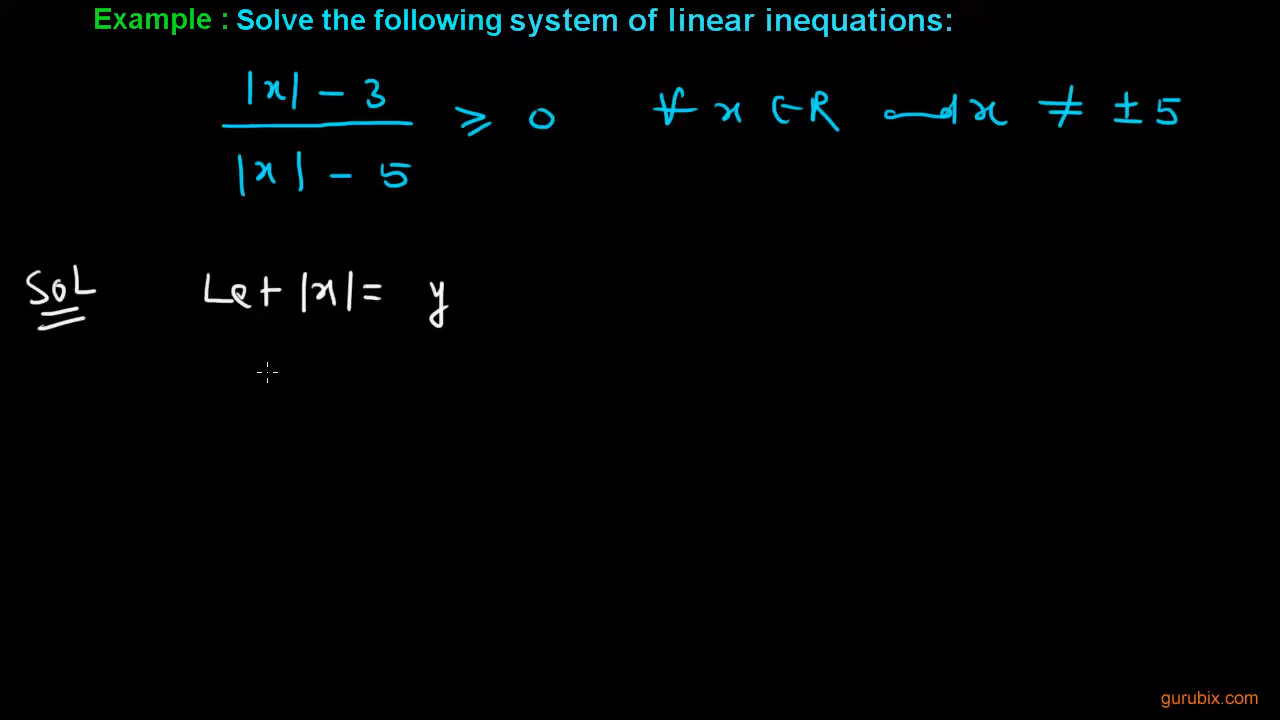 Example : Solve the following system of linear inequations:
|x| - 3 / |x| - 5 ≥ 0 ∀ x ∈ R and x ≠ ± 5
Sol Let |x| = y
gurubix.com